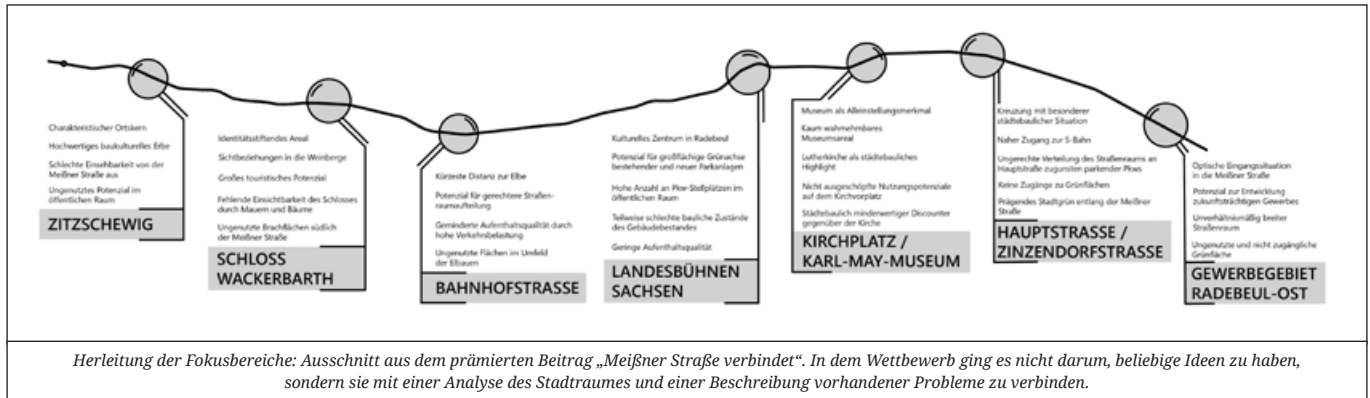 Charakteristischer Ortskern
Hochwertiges baukulturelles Erbe
Schlechte Einsehbarkeit von der
Meißner Straße aus
Ungenutztes Potenzial im
öffentlichen Raum
ZITZSCHEWIG
Identitätsstiftendes Areal
Sichtbeziehungen in die Weinberge
Großes touristisches Potenzial
Fehlende Einsichtbarkeit des Schlosses
durch Mauern und Bäume
Ungenutzte Brachflächen südlich
der Meißner Straße
SCHLOSS
WACKERBARTH
Kürzeste Distanz zur Elbe
Potenzial für gerechtere Straßen-
raumaufteilung
Geminderte Aufenthaltsqualität durch
hohe Verkehrsbelastung
Ungenutzte Flächen im Umfeld
der Elbauen
BAHNHOFSTRASSE
Kulturelles Zentrum in Radebeul
Potenzial für großflächige Grünachse
bestehender und neuer Parkanlagen
Hohe Anzahl an Pkw-Stellplätzen im
öffentlichen Raum
Teilweise schlechte bauliche Zustände
des Gebäudebestandes
Geringe Aufenthaltsqualität
LANDESBÜHNEN
SACHSEN
Museum als Alleinstellungsmerkmal
Kaum wahrnehmbares
Museumsareal
Lutherkirche als städtebauliches
Highlight
Nicht ausgeschöpfte Nutzungspotenziale
auf dem Kirchvorplatz
Städtebaulich minderwertiger Discounter
gegenüber der Kirche
KIRCHPLATZ /
KARL-MAY-MUSEUM
Kreuzung mit besonderer
städtebaulicher Situation
Naher Zugang zur S-Bahn
Ungerechte Verteilung des Straßenraums an
Hauptstraße zugunsten parkender Pkws
Keine Zugänge zu Grünflächen
Prägendes Stadtgrün entlang der Meißner
Straße
HAUPTSTRASSE /
ZINZENDORFSTRASSE
Optische Eingangssituation
in die Meißner Straße
Potenzial zur Entwicklung
zukunftsträchtigen Gewerbes
Unverhältnismäßig breiter
Straßenraum
Ungenutzte und nicht zugängliche
Grünfläche
GEWERBEGEBIET
RADEBEUL-OST
Herleitung der Fokusbereiche: Ausschnitt aus dem prämierten Beitrag „Meißner Straße verbindet“. In dem Wettbewerb ging es nicht darum, beliebige Ideen zu haben,
sondern sie mit einer Analyse des Stadtraumes und einer Beschreibung vorhandener Probleme zu verbinden.